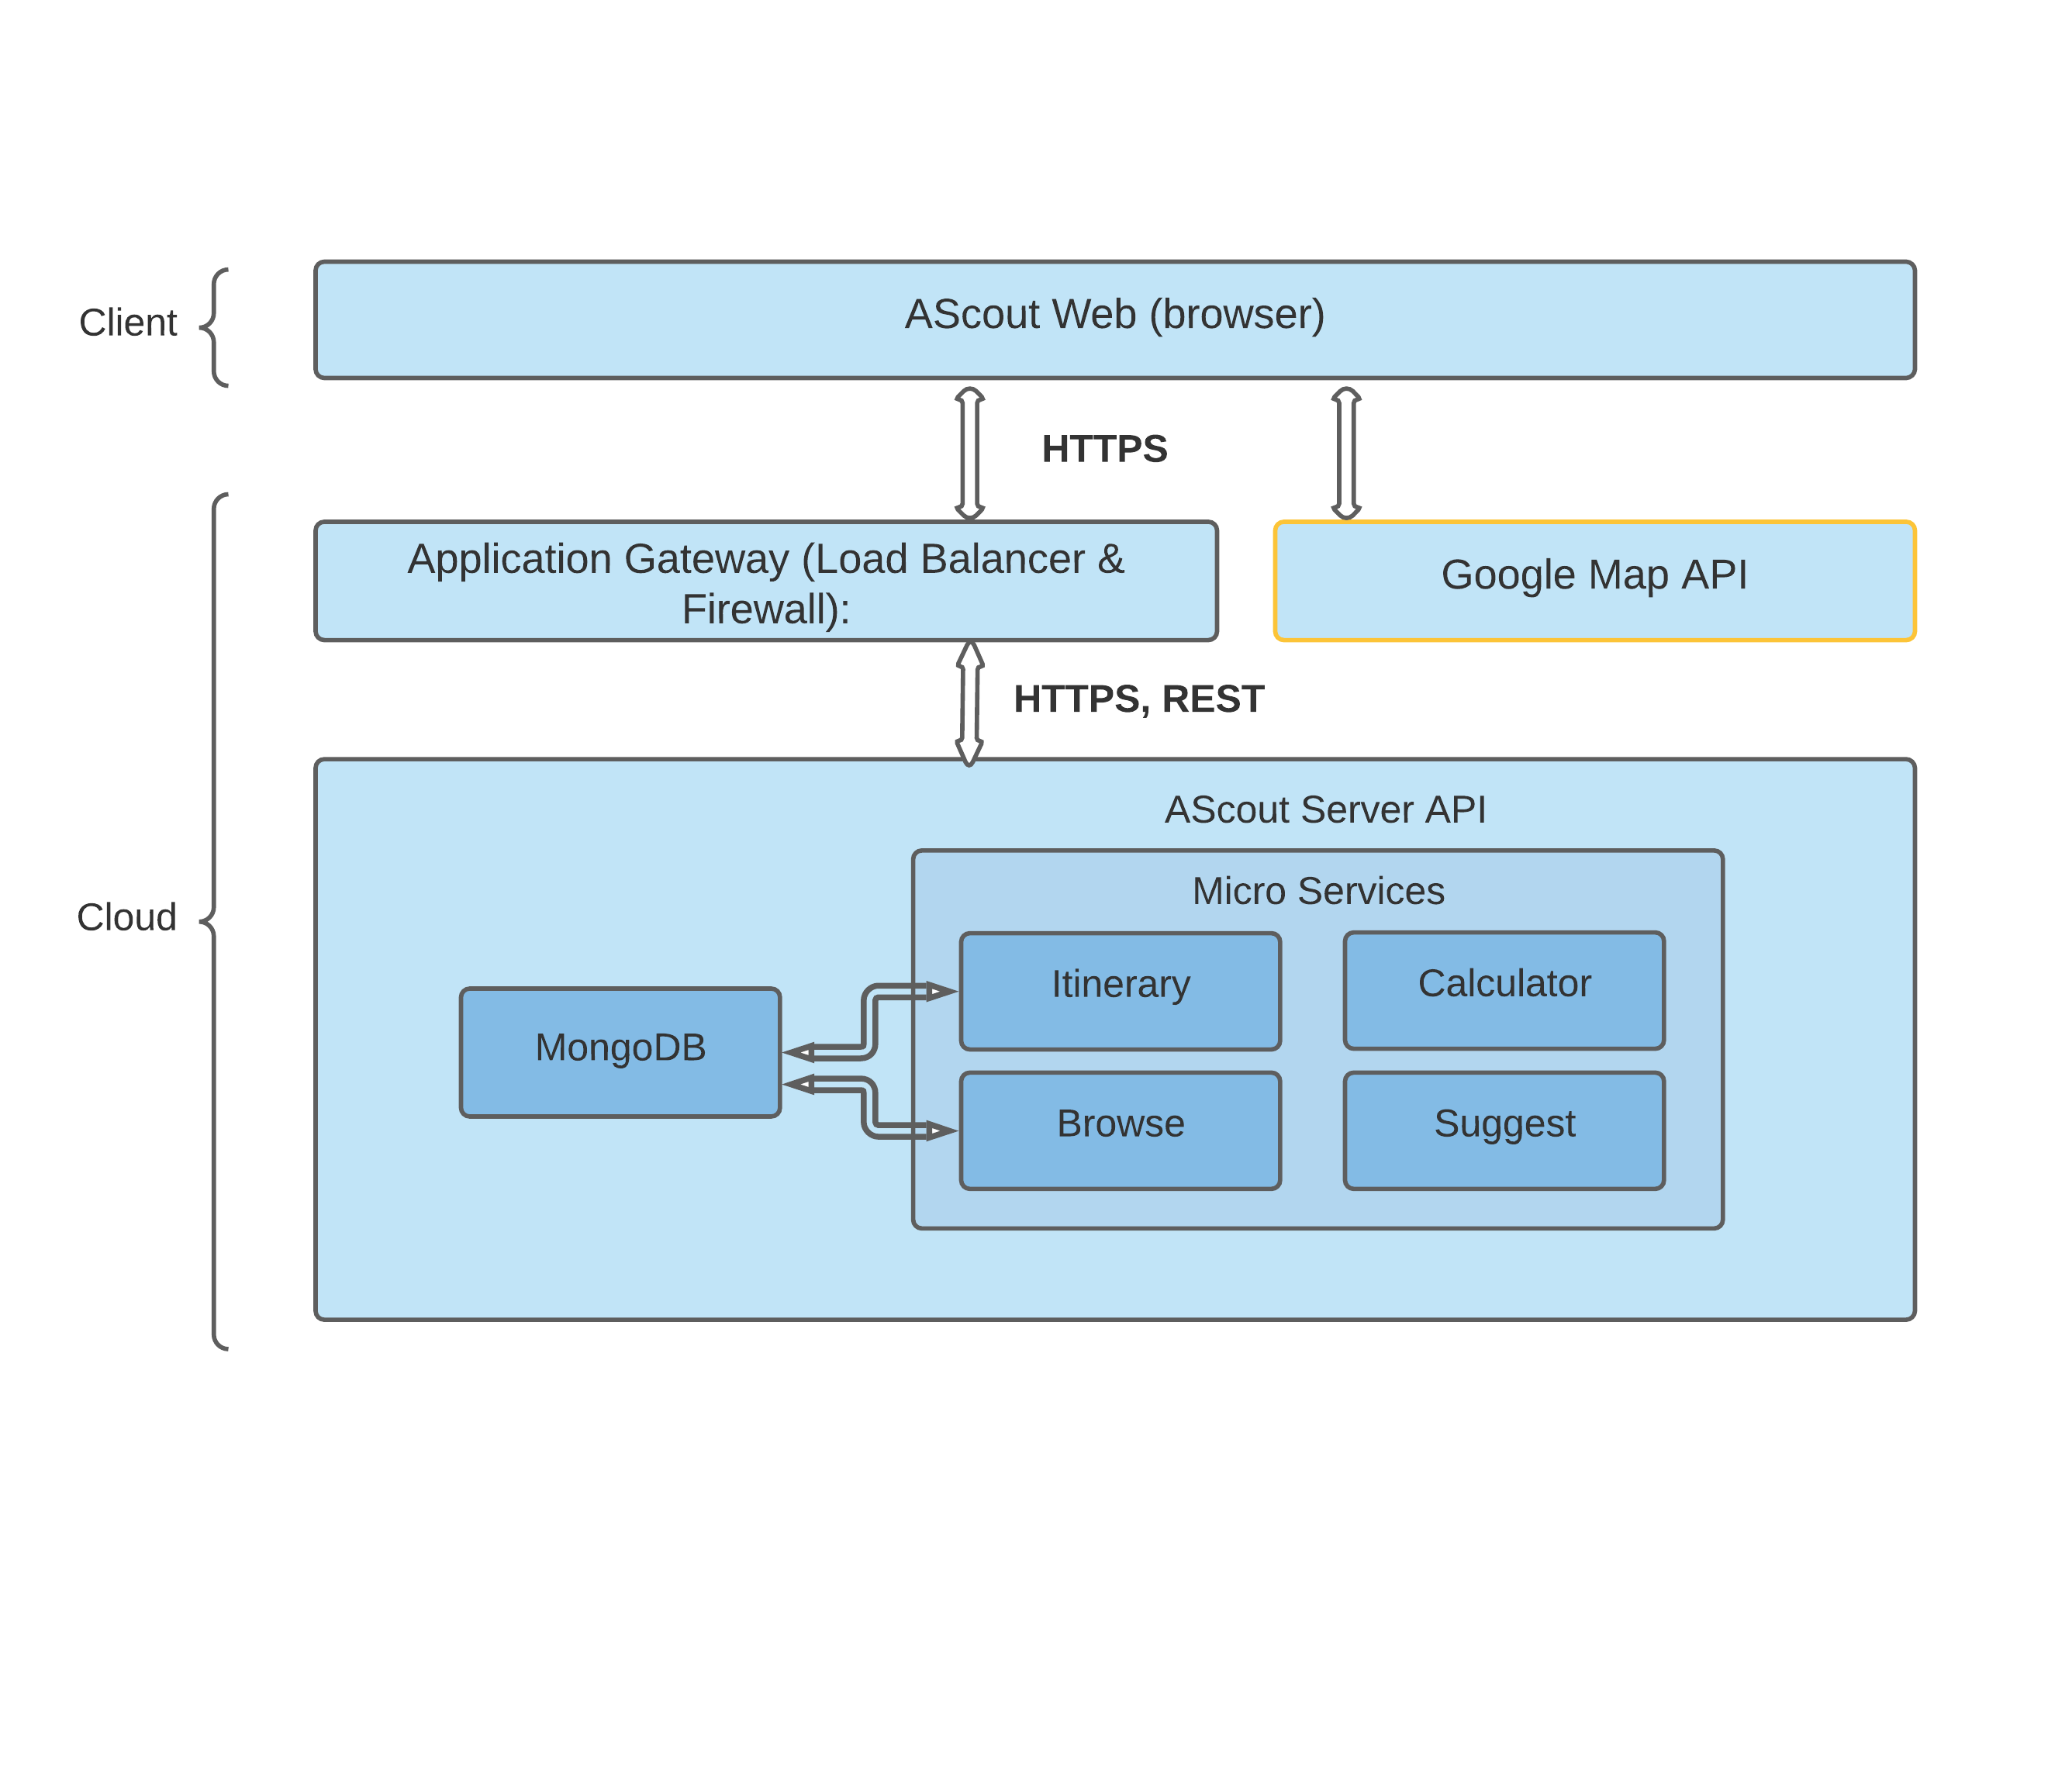 Client
AScout Web (browser)
HTTPS
Application Gateway (Load Balancer &
Firewall):
Google Map API
HTTPS, REST
Cloud
AScout Server API
Micro Services
Itinerary
Calculator
MongoDB
Browse
Suggest